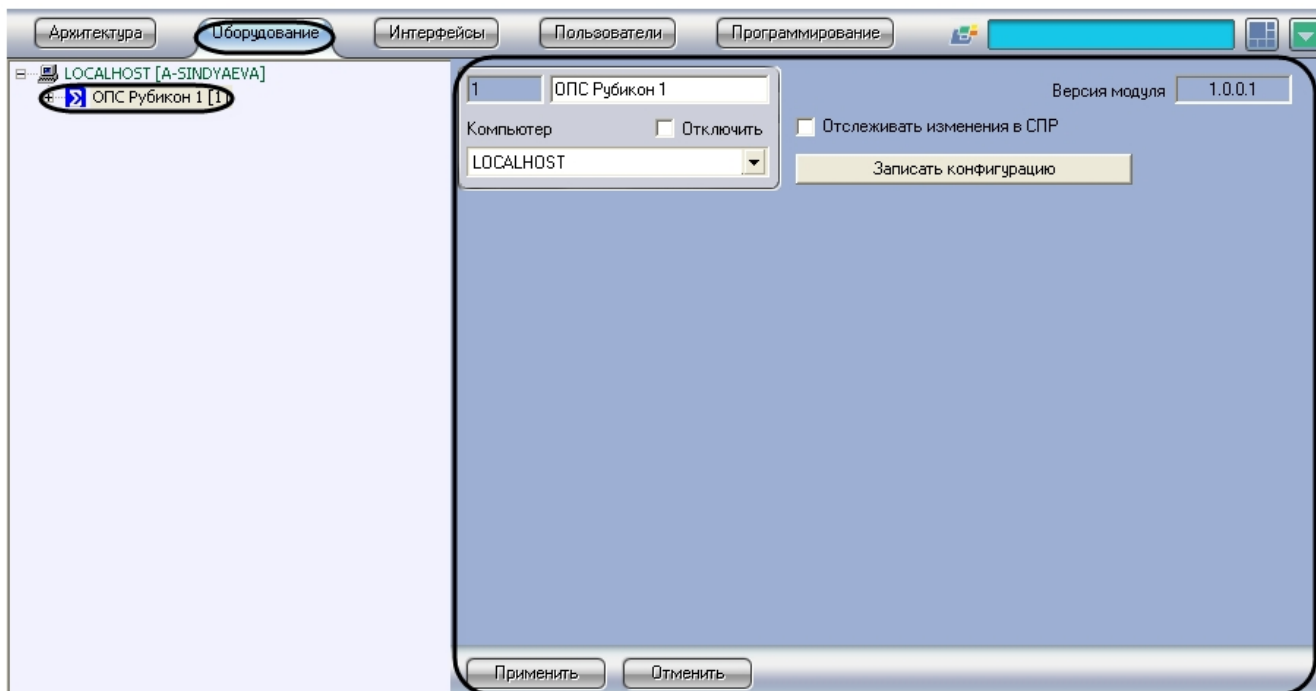 Архитектура Оборудование Интерфейсы Пользователи Программирование
LOCALHOST [A-SINDYAEVA]
ОПС Рубикон 1 [1]
1 ОПС Рубикон 1
Версия модуля 1.0.0.1
Компьютер Отключить
Отслеживать изменения в СПР
LOCALHOST
Записать конфигурацию
Применить Отменить